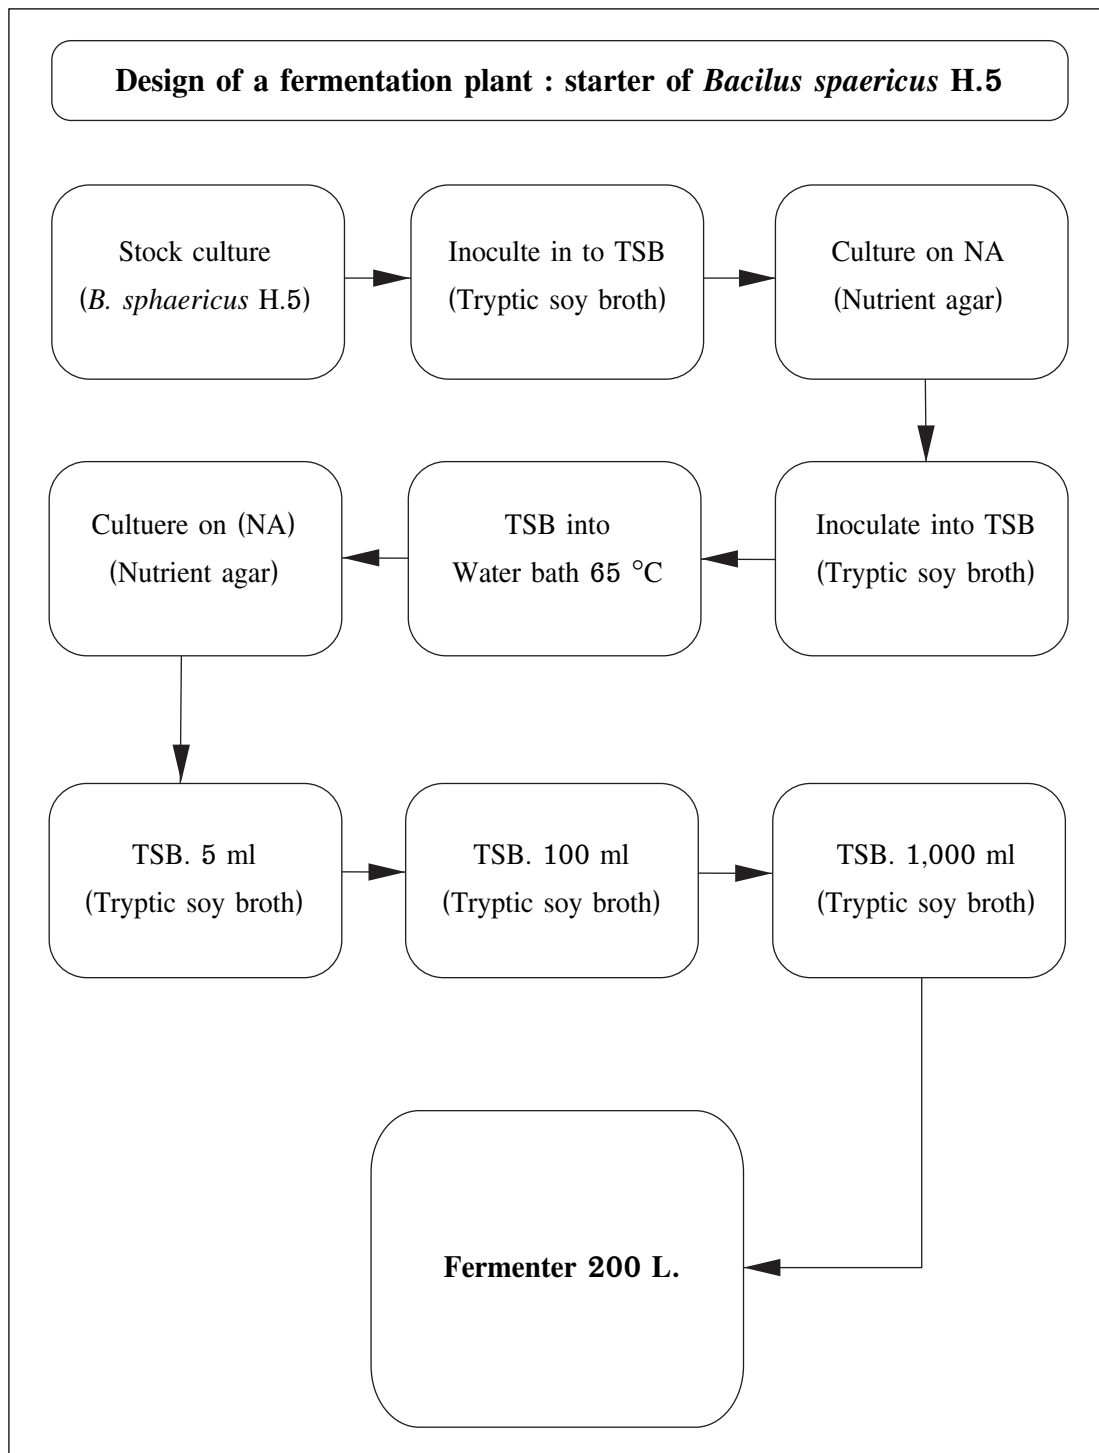 Design of a fermentation plant : starter of Bacilus spaericus H.5
Stock culture
(B. sphaericus H.5)
Inoculte in to TSB
(Tryptic soy broth)
Culture on NA
(Nutrient agar)
Inoculate into TSB
(Tryptic soy broth)
TSB into
Water bath 65 °C
Cultuere on (NA)
(Nutrient agar)
TSB. 5 ml
(Tryptic soy broth)
TSB. 100 ml
(Tryptic soy broth)
TSB. 1,000 ml
(Tryptic soy broth)
Fermenter 200 L.